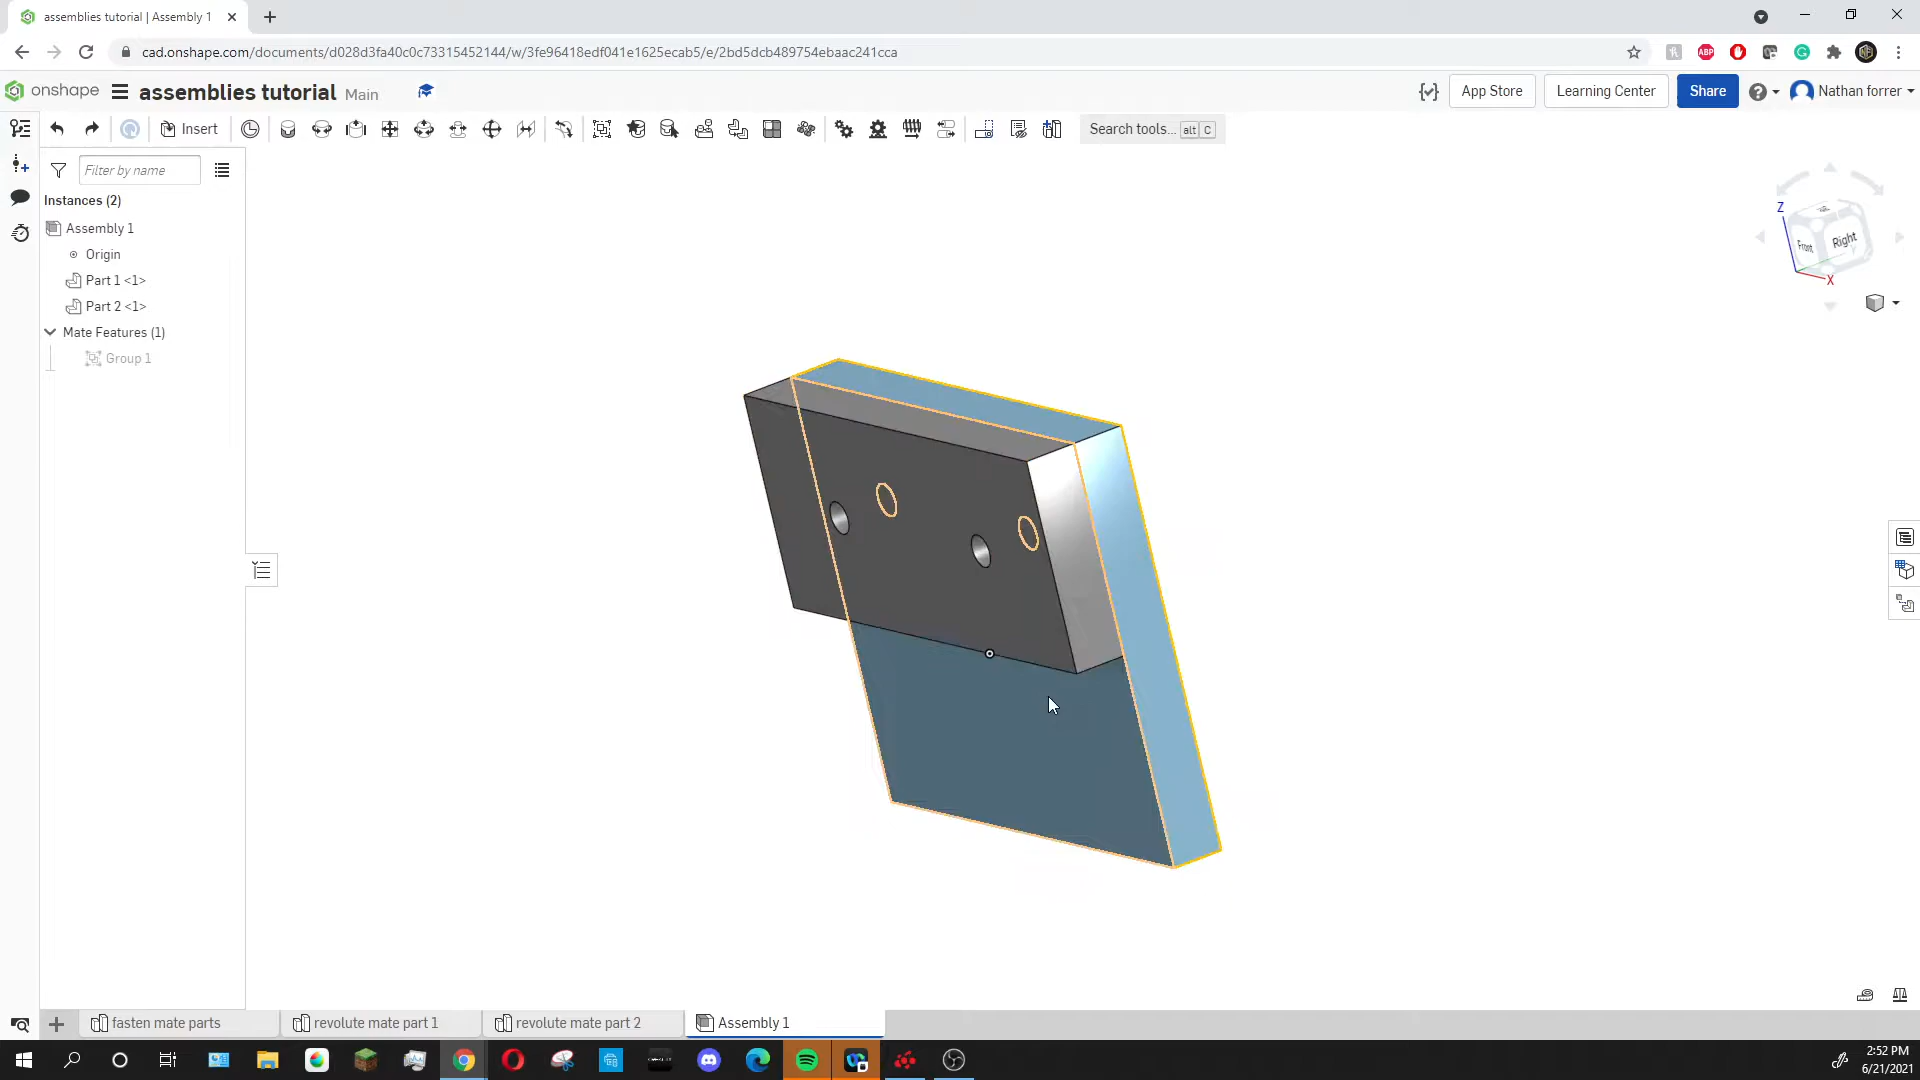 assemblies tutorial | Assembly 1
cad.onshape.com/documents/d028d3fa40c0c73315452144/w/3fe96418edf041e1625ecab5/e/2bd5dcb489754ebaac241cca
ABP
onshape
assemblies tutorial Main
App Store
Learning Center
Share
Nathan forrer
Insert
Search tools... alt C
Filter by name
Instances (2)
Assembly 1
Origin
Part 1 <1>
Part 2 <1>
Mate Features (1)
Group 1
Z
Front
Right
X
fasten mate parts
revolute mate part 1
revolute mate part 2
Assembly 1
2:52 PM
6/21/2021